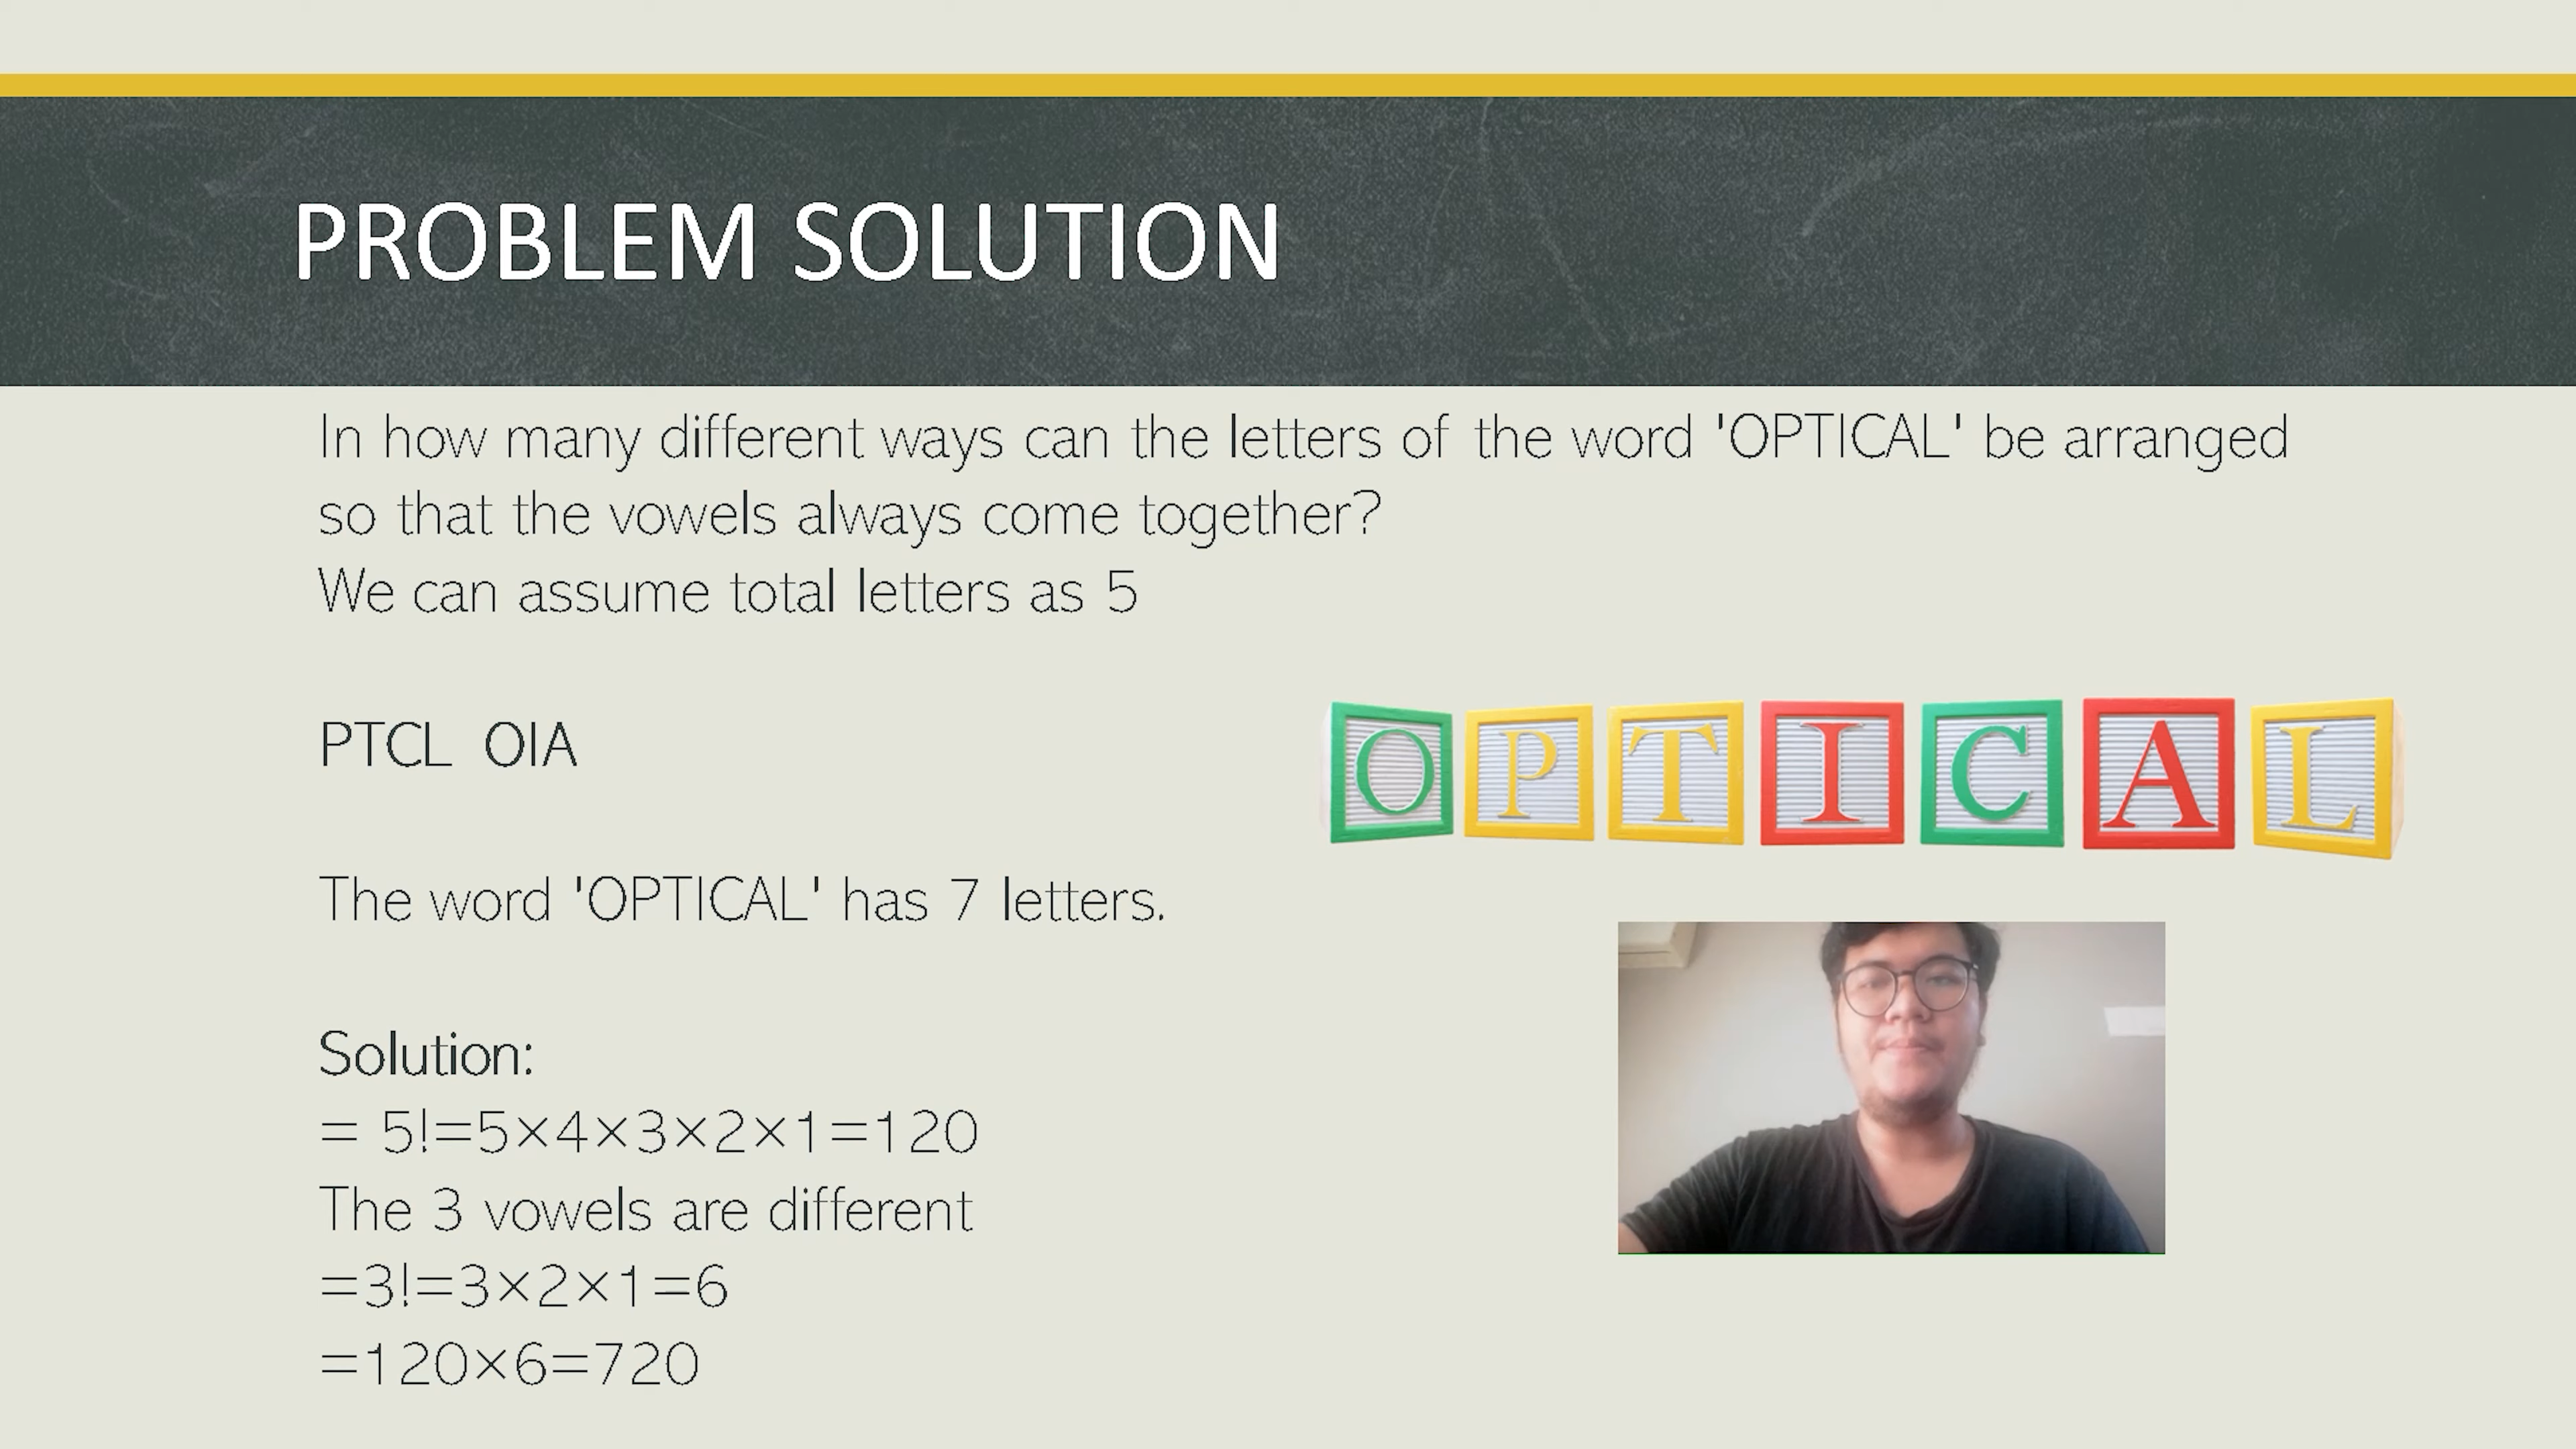 PROBLEM SOLUTION
In how many different ways can the letters of the word 'OPTICAL' be arranged
so that the vowels always come together?
We can assume total letters as 5
PTCL OIA
OPTICAL
The word 'OPTICAL' has 7 letters.
Solution:
= 5!=5×4×3×2×1=120
The 3 vowels are different
=3!=3×2×1=6
=120×6=720